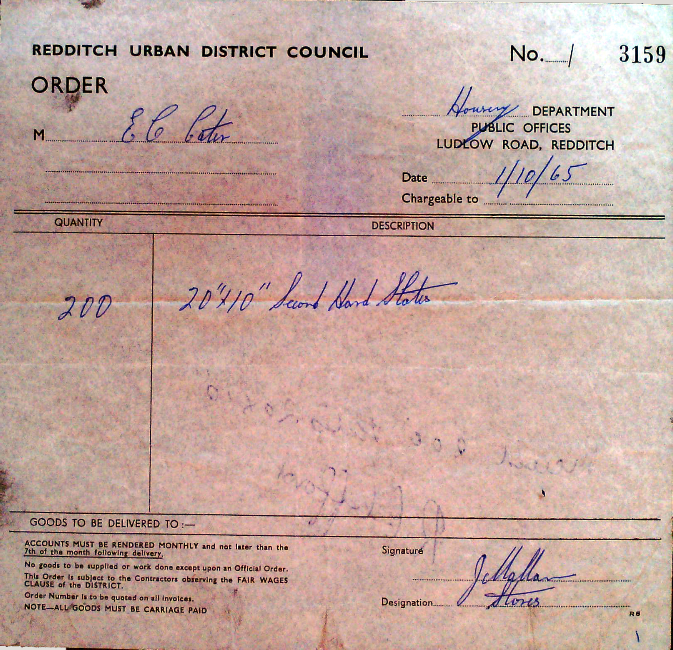 REDDITCH URBAN DISTRICT COUNCIL
No. / 3159
ORDER
Housing DEPARTMENT
PUBLIC OFFICES
LUDLOW ROAD, REDDITCH
M E C Cater
Date 1/10/65
Chargeable to
QUANTITY DESCRIPTION
200 20"x10" Second Hand Slates
GOODS TO BE DELIVERED TO :—
ACCOUNTS MUST BE RENDERED MONTHLY and not later than the
7th of the month following delivery.
No goods to be supplied or work done except upon an Official Order.
This Order is subject to the Contractors observing the FAIR WAGES
CLAUSE of the DISTRICT.
Order Number is to be quoted on all invoices.
NOTE—ALL GOODS MUST BE CARRIAGE PAID
Signature
Designation Stores
RB